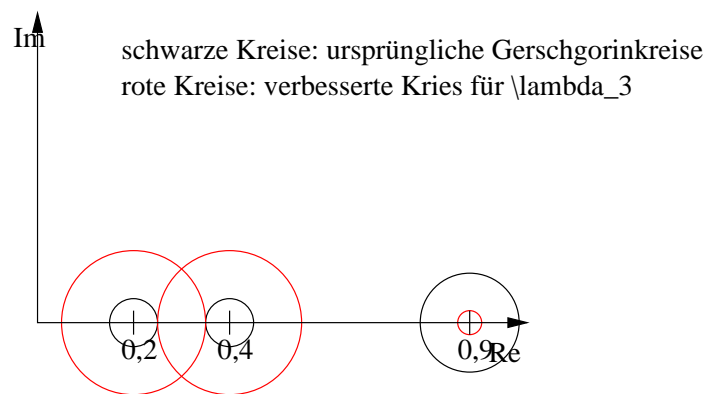 Im
schwarze Kreise: ursprüngliche Gerschgorinkreise
rote Kreise: verbesserte Kries für \lambda_3
0,2
0,4
0,9
Re